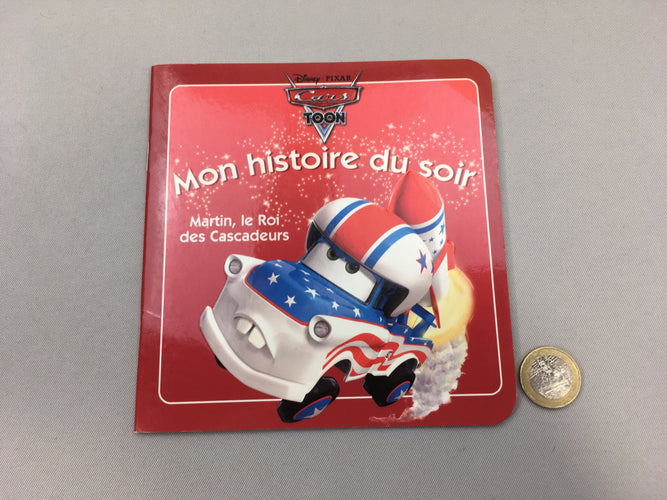 Disney PIXAR
Cars
TOON
Mon histoire du soir
Martin, le Roi
des Cascadeurs